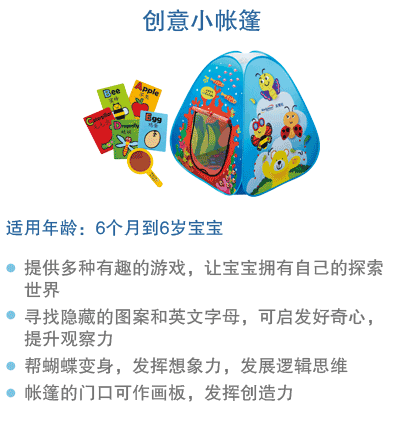 创意小帐篷
Bee
Apple
Caterpillar
Dragonfly
Egg
适用年龄：6个月到6岁宝宝
提供多种有趣的游戏，让宝宝拥有自己的探索
世界
寻找隐藏的图案和英文字母，可启发好奇心，
提升观察力
帮蝴蝶变身，发挥想象力，发展逻辑思维
帐篷的门口可作画板，发挥创造力